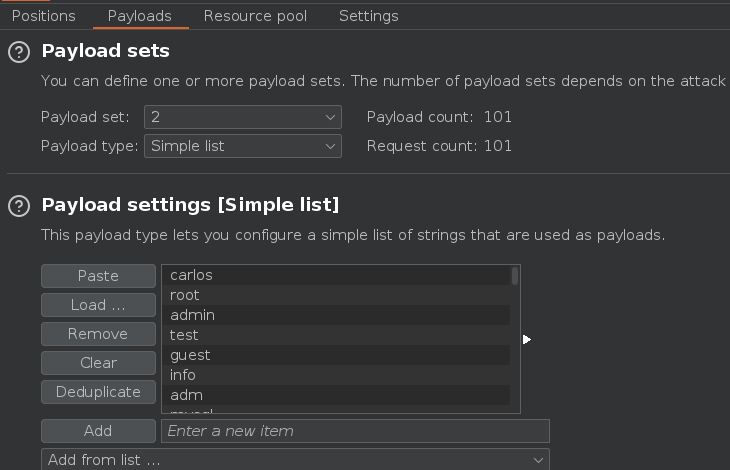 Positions Payloads Resource pool Settings
? Payload sets
You can define one or more payload sets. The number of payload sets depends on the attack
Payload set: 2 Payload count: 101
Payload type: Simple list Request count: 101
? Payload settings [Simple list]
This payload type lets you configure a simple list of strings that are used as payloads.
Paste
Load ...
Remove
Clear
Deduplicate
carlos
root
admin
test
guest
info
adm
Add Enter a new item
Add from list ...